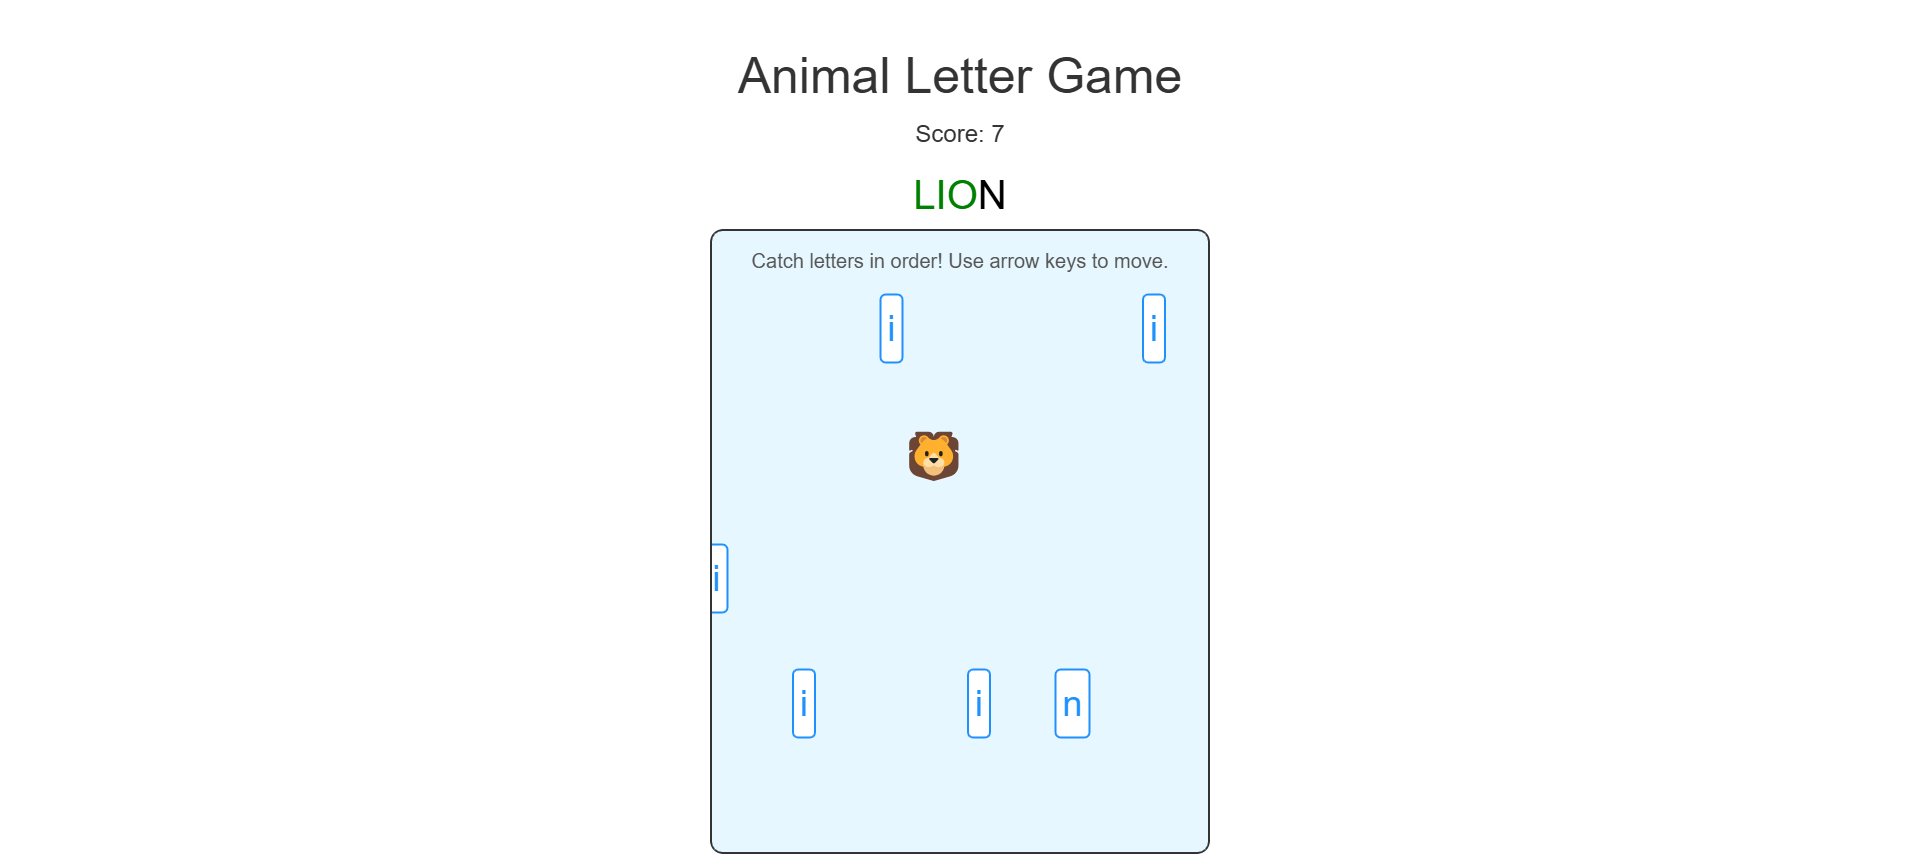 Animal Letter Game
Score: 7
LION
Catch letters in order! Use arrow keys to move.
i i
i
i i n